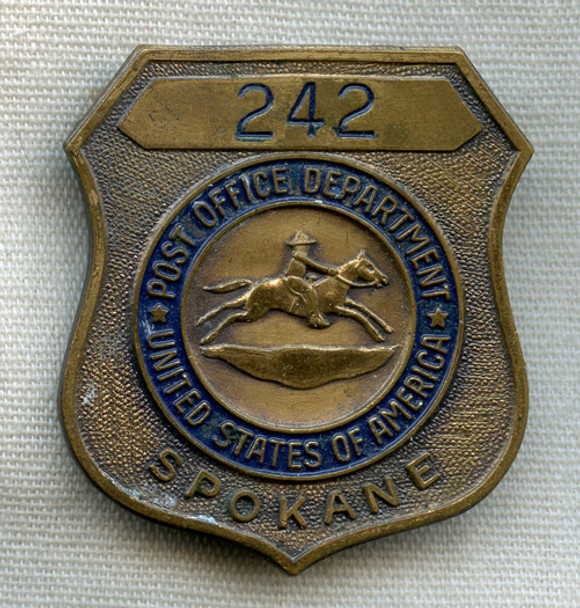 242
POST OFFICE DEPARTMENT
★ UNITED STATES OF AMERICA ★
SPOKANE